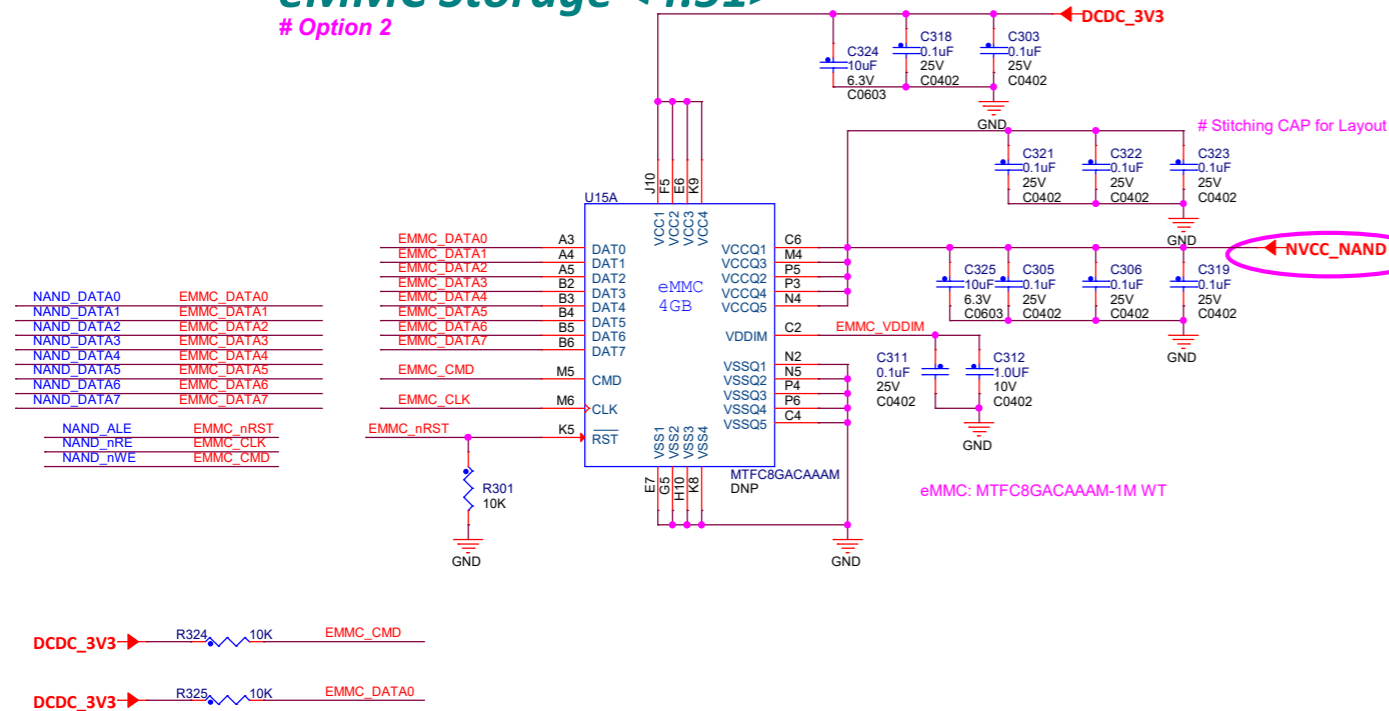 eMMC Storage <4.51>
# Option 2
DCDC_3V3
C324
10uF
6.3V
C0603
C318
0.1uF
25V
C0402
C303
0.1uF
25V
C0402
GND
# Stitching CAP for Layout
C321
0.1uF
25V
C0402
C322
0.1uF
25V
C0402
C323
0.1uF
25V
C0402
GND
NVCC_NAND
C325
10uF
6.3V
C0603
C305
0.1uF
25V
C0402
C306
0.1uF
25V
C0402
C319
0.1uF
25V
C0402
GND
U15A
J10 F5 E6 K9
VCC1 VCC2 VCC3 VCC4
eMMC
4GB
EMMC_DATA0 A3 DAT0
EMMC_DATA1 A4 DAT1
EMMC_DATA2 A5 DAT2
EMMC_DATA3 B2 DAT3
EMMC_DATA4 B3 DAT4
EMMC_DATA5 B4 DAT5
EMMC_DATA6 B5 DAT6
EMMC_DATA7 B6 DAT7
EMMC_CMD M5 CMD
EMMC_CLK M6 CLK
EMMC_nRST K5 RST
VCCQ1 C6
VCCQ3 M4
VCCQ2 P5
VCCQ4 P3
VCCQ5 N4
VDDIM C2 EMMC_VDDIM
VSSQ1 N2
VSSQ2 N5
VSSQ3 P4
VSSQ4 P6
VSSQ5 C4
VSS1 VSS2 VSS3 VSS4
E7 G5 H10 K8
MTFC8GACAAAM
DNP
C311
0.1uF
25V
C0402
C312
1.0UF
10V
C0402
GND
eMMC: MTFC8GACAAAM-1M WT
R301
10K
GND
GND
NAND_DATA0 EMMC_DATA0
NAND_DATA1 EMMC_DATA1
NAND_DATA2 EMMC_DATA2
NAND_DATA3 EMMC_DATA3
NAND_DATA4 EMMC_DATA4
NAND_DATA5 EMMC_DATA5
NAND_DATA6 EMMC_DATA6
NAND_DATA7 EMMC_DATA7
NAND_ALE EMMC_nRST
NAND_nRE EMMC_CLK
NAND_nWE EMMC_CMD
DCDC_3V3 R324 10K EMMC_CMD
DCDC_3V3 R325 10K EMMC_DATA0